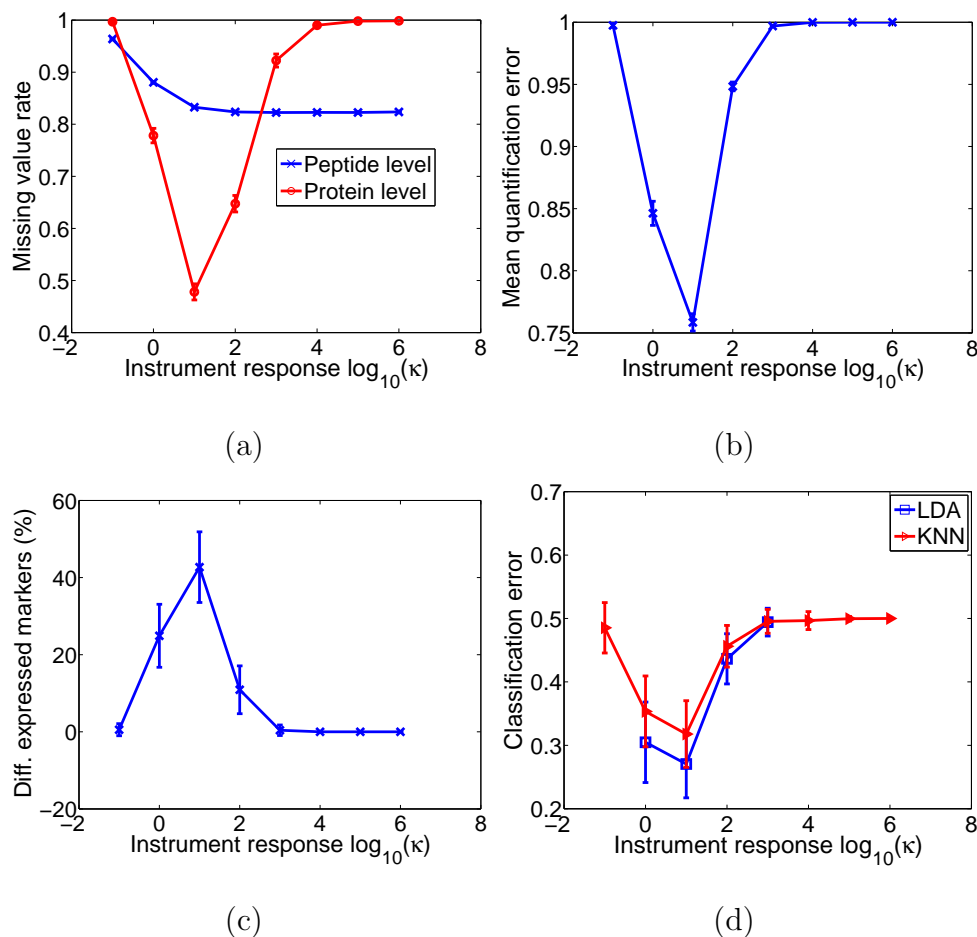 1
0.9
0.8
0.7
0.6
0.5
0.4
Missing value rate
Peptide level
Protein level
−2 0 2 4 6 8
Instrument response log10(κ)
(a)
1
0.95
0.85
0.75
Mean quantification error
−2 0 2 4 6 8
Instrument response log10(κ)
(b)
60
40
20
0
−20
Diff. expressed markers (%)
−2 0 2 4 6 8
Instrument response log10(κ)
(c)
0.7
0.6
0.5
0.4
0.3
0.2
Classification error
LDA
KNN
−2 0 2 4 6 8
Instrument response log10(κ)
(d)